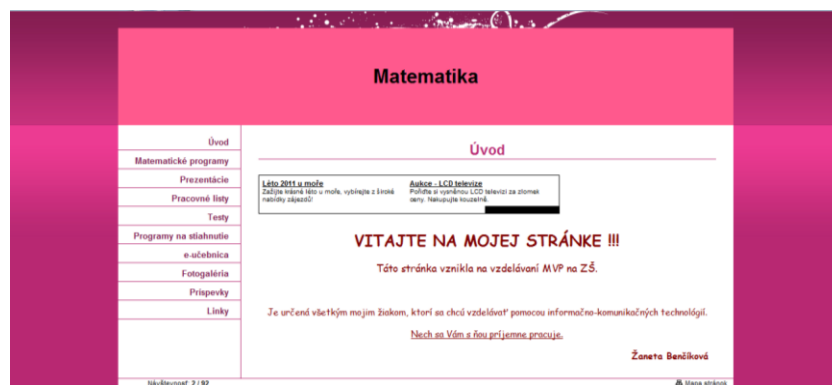 Matematika
Úvod
Matematické programy
Prezentácie
Pracovné listy
Testy
Programy na stiahnutie
e-učebnica
Fotogaléria
Príspevky
Linky
Úvod
Léto 2011 u moře
Zažijte krásné léto u moře, vybírejte z široké
nabídky zájezdů!
Aukce - LCD televize
Pořiďte si vysněnou LCD televizi za zlomek
ceny. Nakupujte kouzelně.
VITAJTE NA MOJEJ STRÁNKE !!!
Táto stránka vznikla na vzdelávaní MVP na ZŠ.
Je určená všetkým mojim žiakom, ktorí sa chcú vzdelávať pomocou informačno-komunikačných technológií.
Nech sa Vám s ňou príjemne pracuje.
Žaneta Benčíková
Návštevnosť: 2 / 92
Mapa stránok